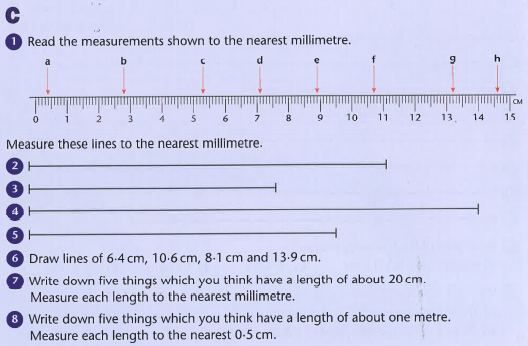 C
1 Read the measurements shown to the nearest millimetre.
a b c d e f g h
0 1 2 3 4 5 6 7 8 9 10 11 12 13 14 15 CM
Measure these lines to the nearest millimetre.
2
3
4
5
6 Draw lines of 6·4 cm, 10·6 cm, 8·1 cm and 13·9 cm.
7 Write down five things which you think have a length of about 20 cm.
Measure each length to the nearest millimetre.
8 Write down five things which you think have a length of about one metre.
Measure each length to the nearest 0·5 cm.